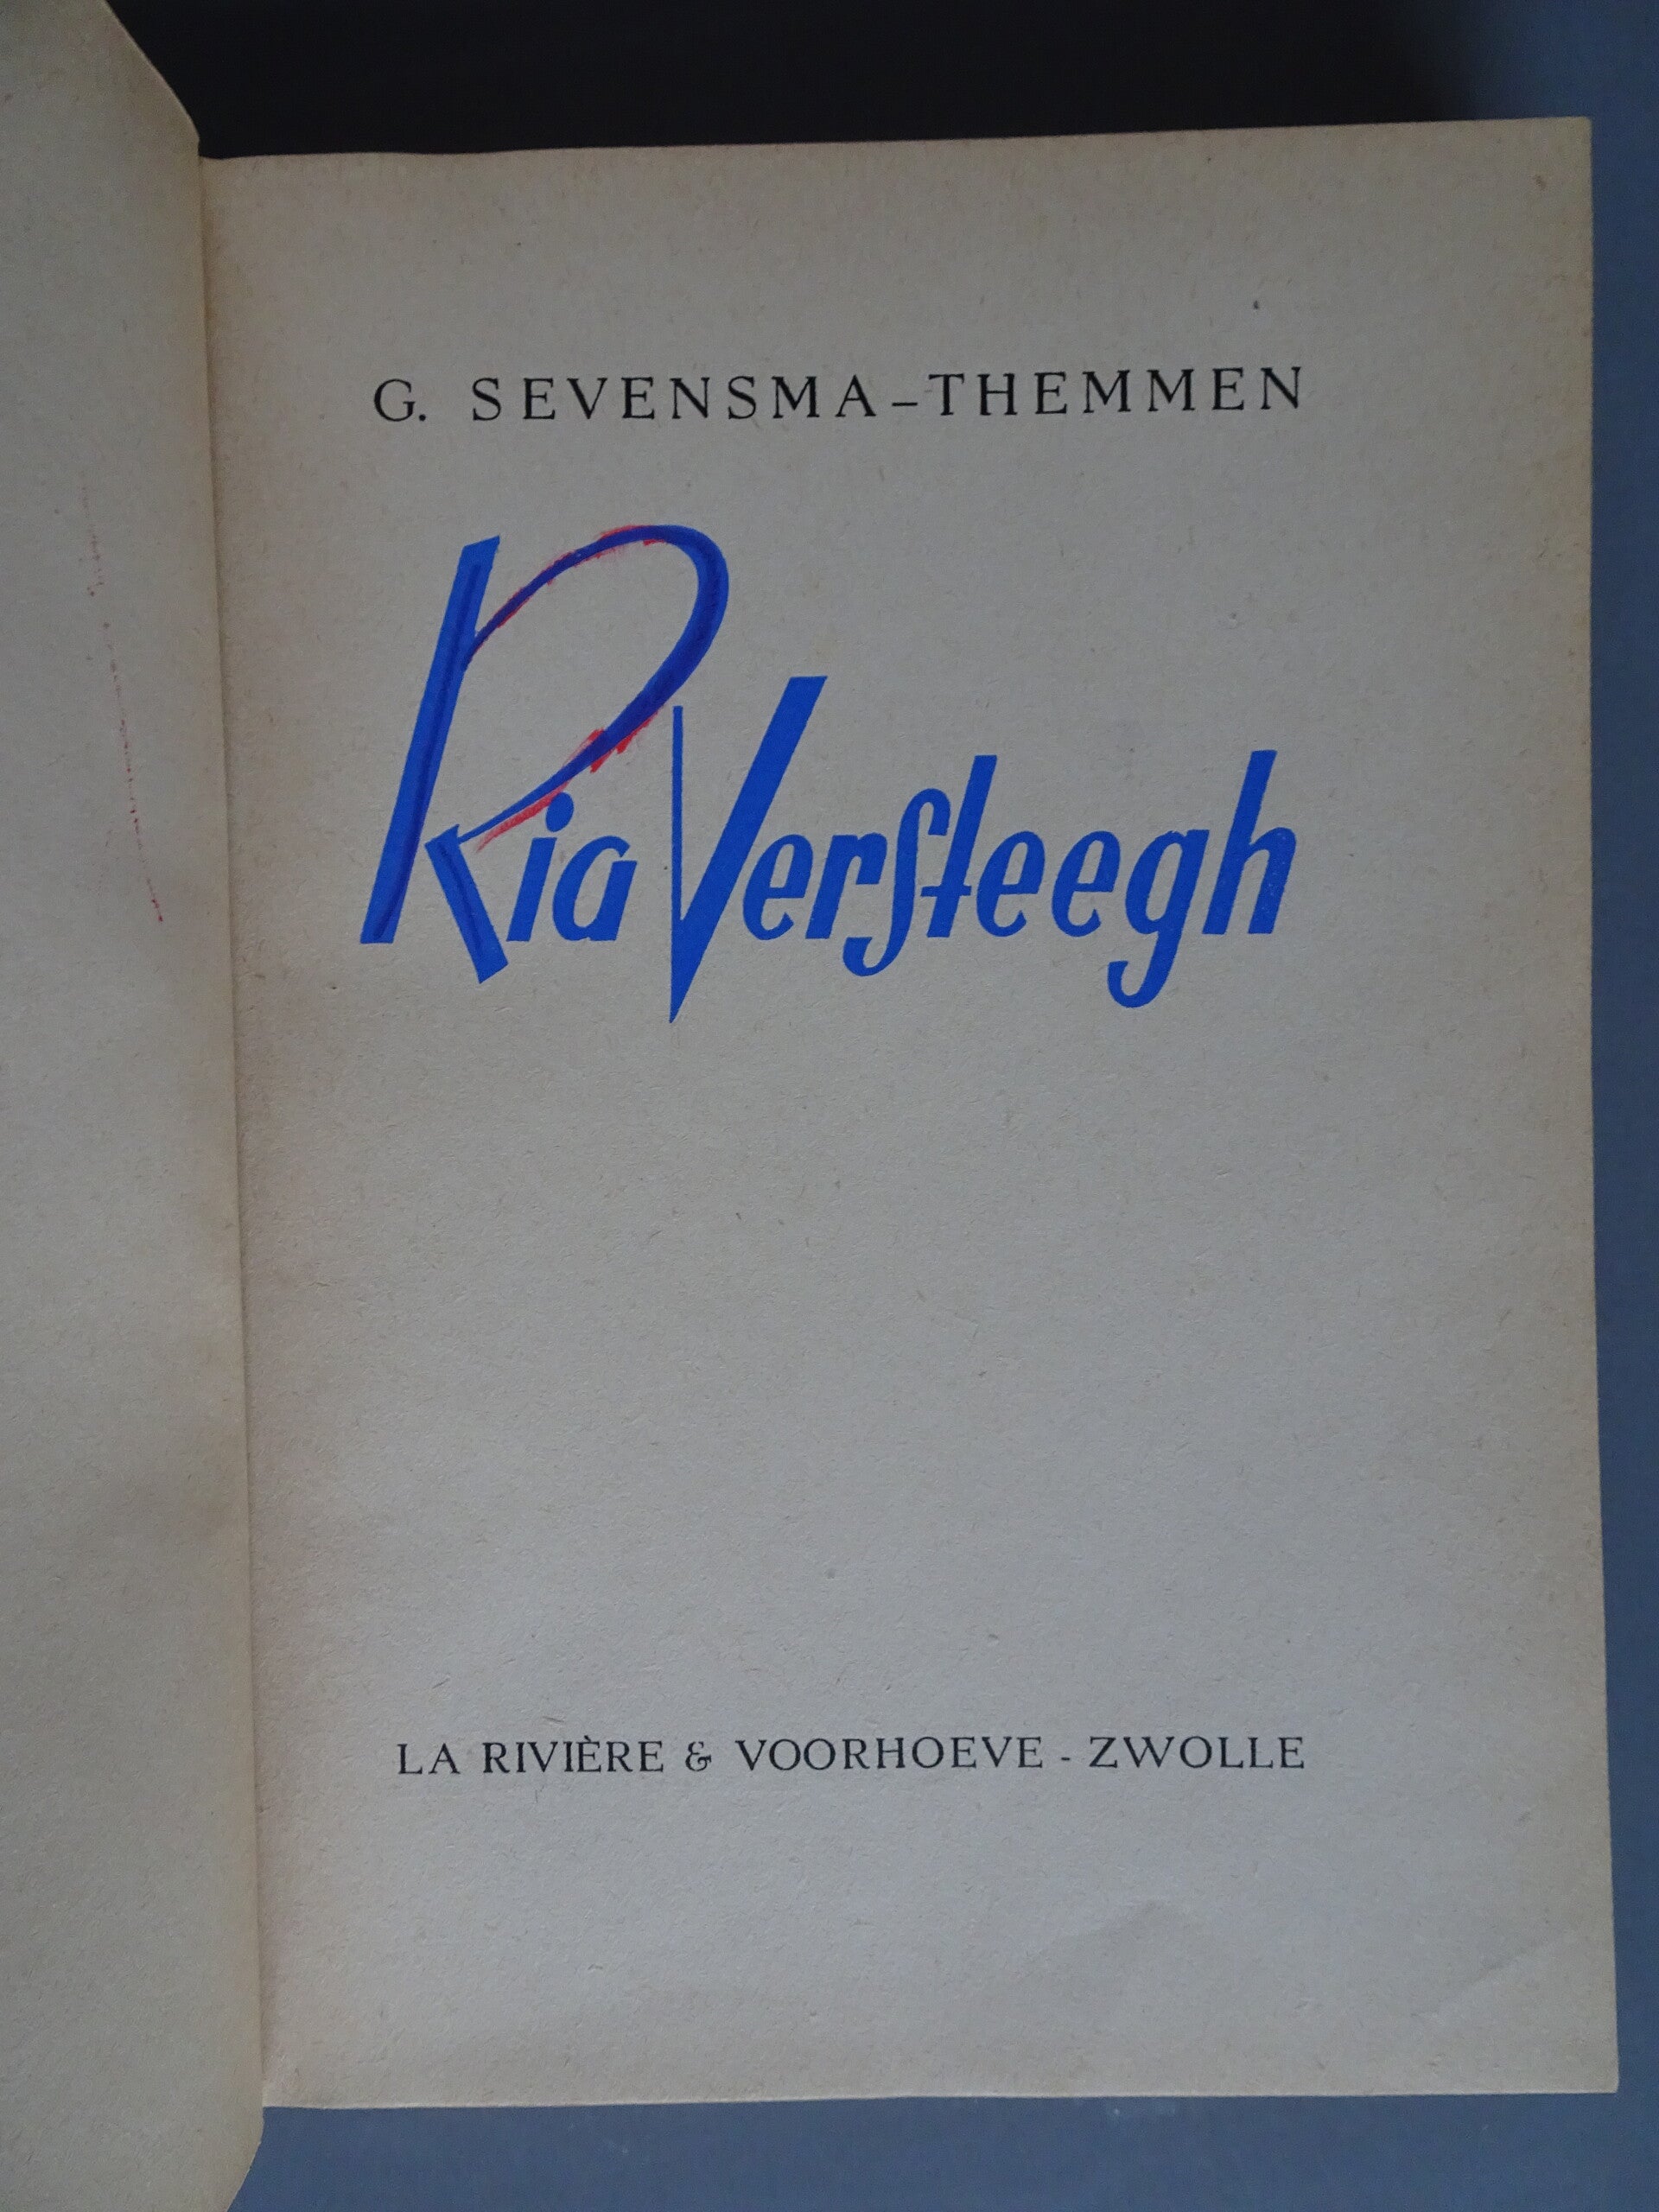 G. SEVENSMA-THEMMEN
Ria Versteegh
LA RIVIÈRE & VOORHOEVE - ZWOLLE